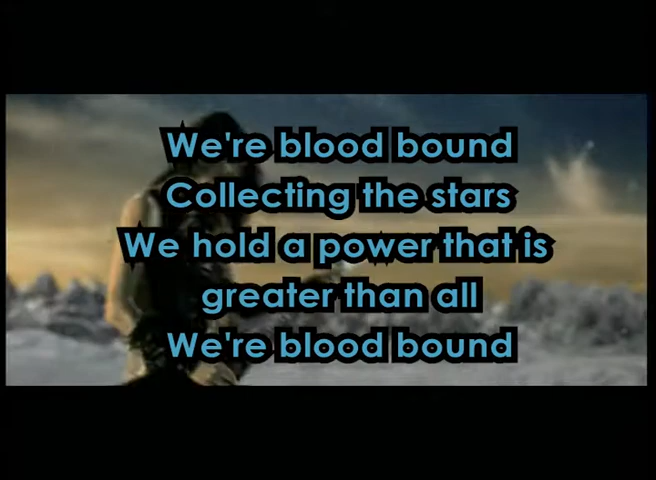 We're blood bound
Collecting the stars
We hold a power that is
greater than all
We're blood bound